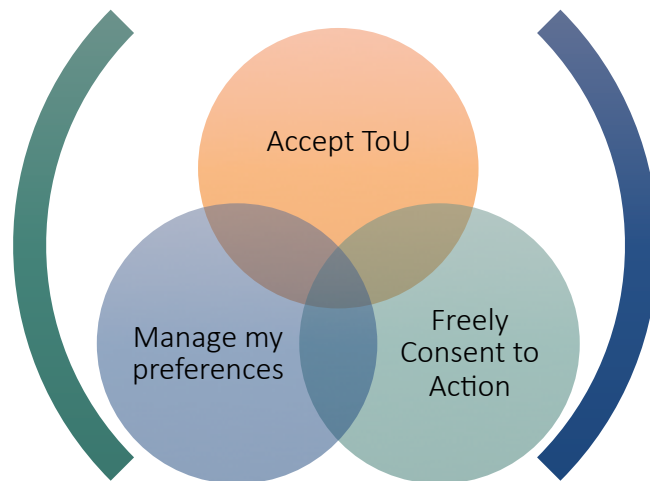 Accept ToU
Manage my
preferences
Freely
Consent to
Action